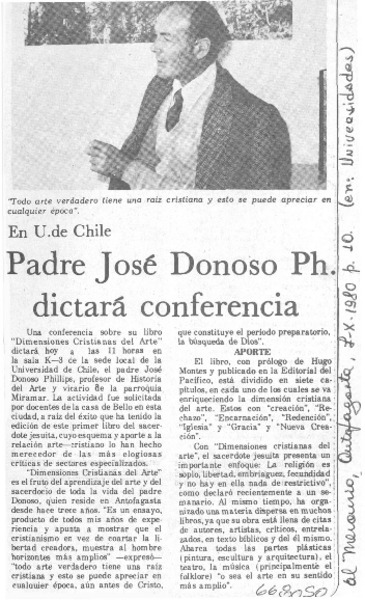 "Todo arte verdadero tiene una raíz cristiana y esto se puede apreciar en
cualquier época".
En U. de Chile
Padre José Donoso Ph.
dictará conferencia
Una conferencia sobre su libro
"Dimensiones Cristianas del Arte"
dictará hoy a las 11 horas en
la sala K-3 ce la sede local de la
Universidad de Chile, el padre José
Donoso Phillips, profesor de Historia
del Arte y virario de la parroquia
Miramar. La actividad fue solicitada
por docentes de la casa de Bello en esta
ciudad, a raíz del éxito que ha tenido la
edición de este primer libro del sacer-
dote jesuita, cuyo esquema y aporte a la
relación arte—cristiano lo han hecho
merecedor de las más elogiosas
críticas de sectores especializados.
"Dimensiones Cristianas del Arte"
es el fruto del aprendizaje del arte y del
sacerdocio de toda la vida del padre
Donoso, quien reside en Antofagasta
desde hace trece años. "Es un ensayo,
producto de todos mis años de expe-
riencia y apunta a mostrar que el
cristianismo en vez de coartar la li-
bertad creadora, muestra al hombre
horizontes más amplios" —expresó—
"todo arte verdadero tiene una raíz
cristiana y esto se puede apreciar en
cualquier época, aún antes de Cristo,
que constituye el período preparatorio,
la búsqueda de Dios".
APORTE
El libro, con prólogo de Hugo
Montes y publicado en la Editorial del
Pacífico, está dividido en siete ca-
pítulos, en cada uno de los cuales se va
enriqueciendo la dimensión cristiana
del arte. Estos con "creación", "Re-
chazo", "Encarnación", "Redención",
"Iglesia" y "Gracia" y "Nueva Crea-
ción".
Con "Dimensiones cristianas del
arte", el sacerdote jesuita presenta un
importante enfoque: La religión es
soplo, libertad, embriaguez, fecundidad
y no hay en ella nada de restrictivo",
como declaró recientemente a un se-
manario. Al mismo tiempo, ha orga-
nizado una materia dispersa en muchos
libros, ya que su obra está llena de citas
de autores, artistas, críticos, entrela-
sados, en texto bíblicos y del él mismo.
Abarca todas las partes plásticas
(pintura, escultura y arquitectura), el
teatro, la música (principalmente el
folklore) "o sea el arte en su sentido
más amplio".
El Mercurio, Antofagasta, 7-X-1980 p. 10. (en: Universidades)